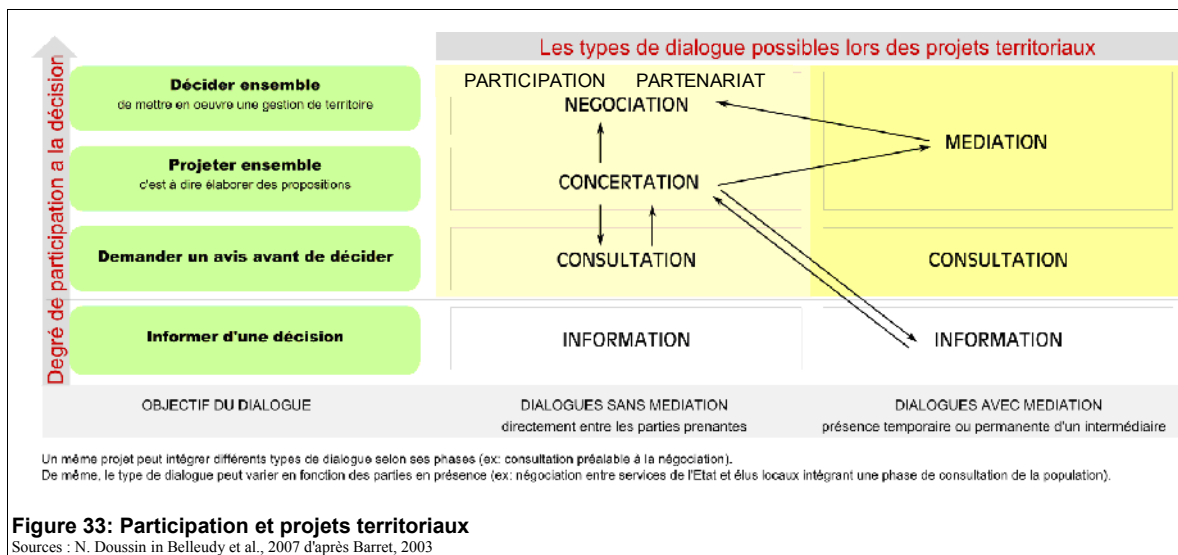 Les types de dialogue possibles lors des projets territoriaux
Degré de participation a la décision
Décider ensemble
de mettre en oeuvre une gestion de territoire
PARTICIPATION PARTENARIAT
NEGOCIATION
MEDIATION
Projeter ensemble
c'est à dire élaborer des propositions
CONCERTATION
Demander un avis avant de décider
CONSULTATION
CONSULTATION
Informer d'une décision
INFORMATION
INFORMATION
OBJECTIF DU DIALOGUE
DIALOGUES SANS MEDIATION
directement entre les parties prenantes
DIALOGUES AVEC MEDIATION
présence temporaire ou permanente d'un intermédiaire
Un même projet peut intégrer différents types de dialogue selon ses phases (ex: consultation préalable à la négociation).
De même, le type de dialogue peut varier en fonction des parties en présence (ex: négociation entre services de l'Etat et élus locaux intégrant une phase de consultation de la population).
Figure 33: Participation et projets territoriaux
Sources : N. Doussin in Belleudy et al., 2007 d'après Barret, 2003